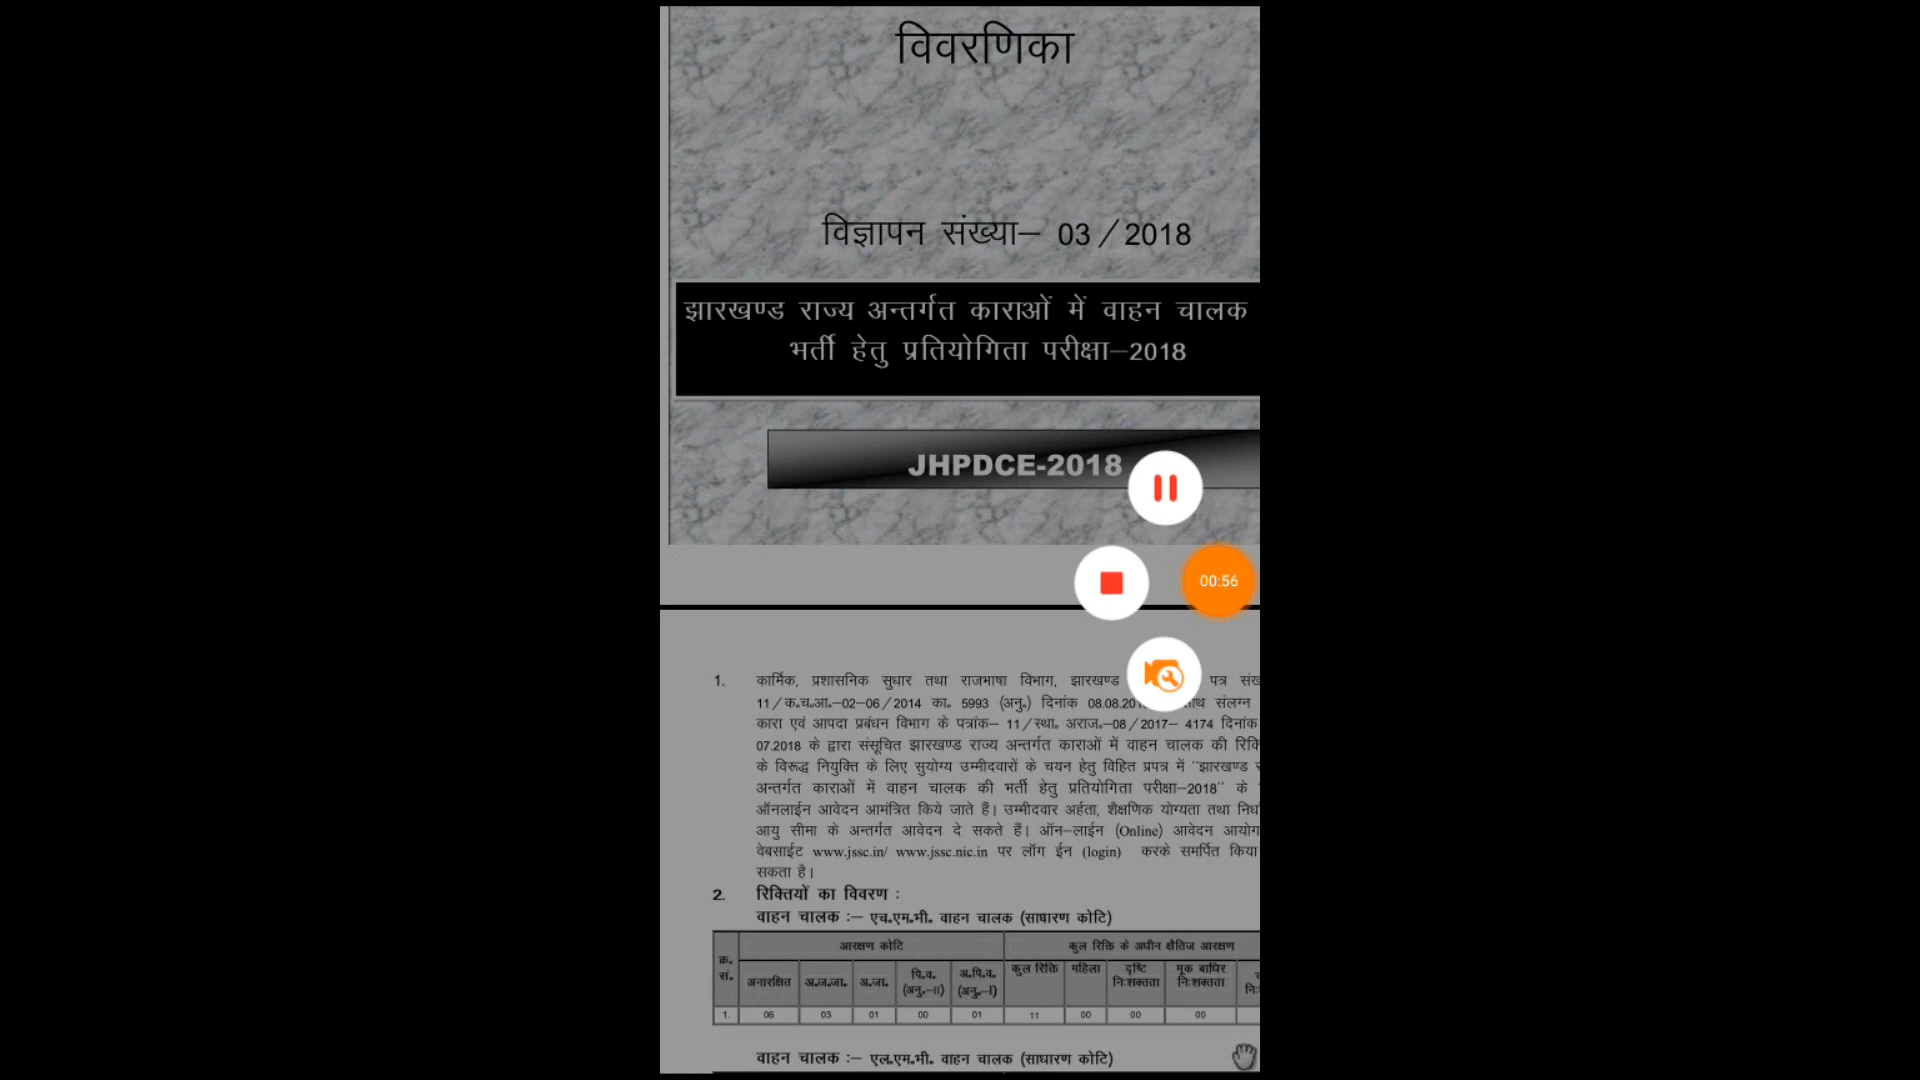 विवरणिका
विज्ञापन संख्या– 03/2018
झारखण्ड राज्य अन्तर्गत काराओं में वाहन चालक
भर्ती हेतु प्रतियोगिता परीक्षा–2018
JHPDCE-2018
00:56
1. कार्मिक, प्रशासनिक सुधार तथा राजभाषा विभाग, झारखण्ड पत्र
11/क.च.आ.–02–06/2014 का. 5993 (अनु.) दिनांक 08.08.20 संलग्न
कारा एवं आपदा प्रबंधन विभाग के पत्रांक– 11/स्था. अराज.–08/2017– 4174 दिनांक
07.2018 के द्वारा संसूचित झारखण्ड राज्य अन्तर्गत काराओं में वाहन चालक की
के विरूद्ध नियुक्ति के लिए सुयोग्य उम्मीदवारों के चयन हेतु विहित प्रपत्र में "झारखण्ड
अन्तर्गत काराओं में वाहन चालक की भर्ती हेतु प्रतियोगिता परीक्षा–2018" के
ऑनलाईन आवेदन आमंत्रित किये जाते हैं। उम्मीदवार अर्हता, शैक्षणिक योग्यता तथा
आयु सीमा के अन्तर्गत आवेदन दे सकते हैं। ऑन–लाईन (Online) आवेदन आयोग
वेबसाईट www.jssc.in/ www.jssc.nic.in पर लॉग ईन (login) करके समर्पित किया
सकता है।
2. रिक्तियों का विवरण :
वाहन चालक :– एच.एम.भी. वाहन चालक (साधारण कोटि)
क्र. सं. आरक्षण कोटि कुल रिक्ति के अधीन क्षैतिज आरक्षण
अनारक्षित अ.ज.जा. अ.जा. पि.व. (अनु.–II) अ.पि.व. (अनु.–I) कुल रिक्ति महिला दृष्टि निःशक्तता मूक बधिर निःशक्तता
1. 06 03 01 00 01 11 00 00 00
वाहन चालक :– एल.एम.भी. वाहन चालक (साधारण कोटि)